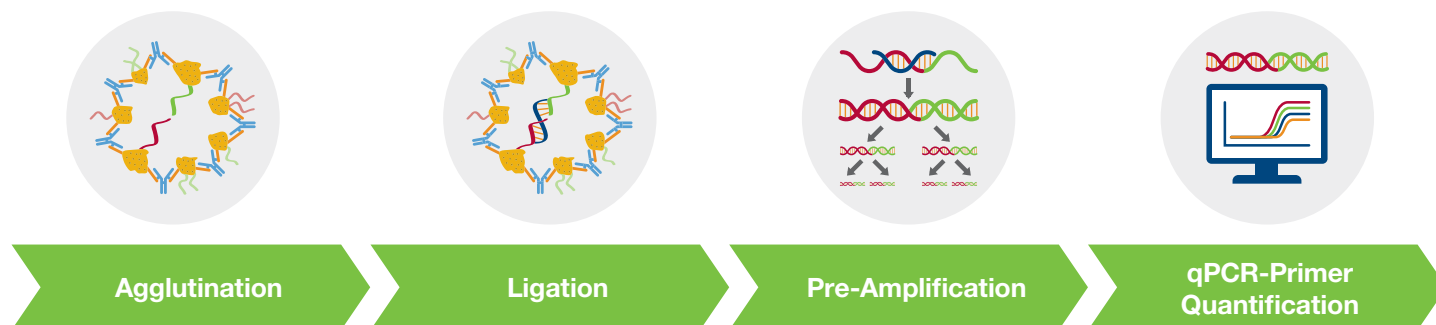 Agglutination
Ligation
Pre-Amplification
qPCR-Primer
Quantification